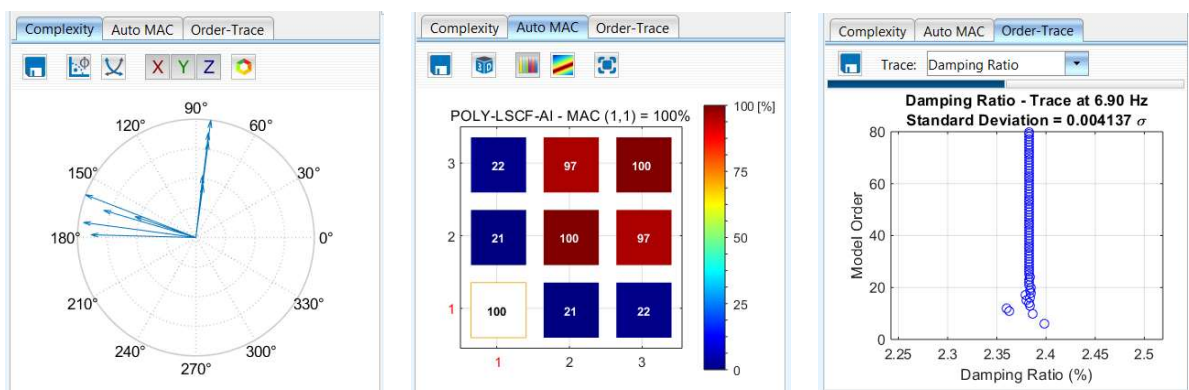 Complexity Auto MAC Order-Trace
X Y Z
90°
120° 60°
150° 30°
180° 0°
210° 330°
240° 300°
270°
Complexity Auto MAC Order-Trace
3D
POLY-LSCF-AI - MAC (1,1) = 100%
100 [%]
3 22 97 100
75
2 21 100 97
50
25
1 100 21 22
0
1 2 3
Complexity Auto MAC Order-Trace
Trace: Damping Ratio
Damping Ratio - Trace at 6.90 Hz
Standard Deviation = 0.004137 σ
80
60
40
20
0
Model Order
2.25 2.3 2.35 2.4 2.45 2.5
Damping Ratio (%)